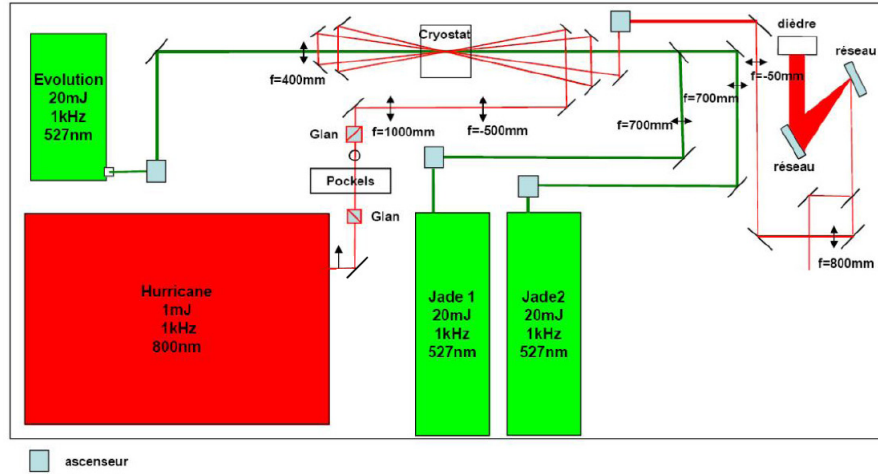 Cryostat
dièdre
réseau
Evolution
20mJ
1kHz
527nm
f=400mm
f=-50mm
f=700mm
f=1000mm
f=-500mm
f=700mm
Glan
réseau
Pockels
Glan
f=800mm
Hurricane
1mJ
1kHz
800nm
Jade 1
20mJ
1kHz
527nm
Jade2
20mJ
1kHz
527nm
ascenseur